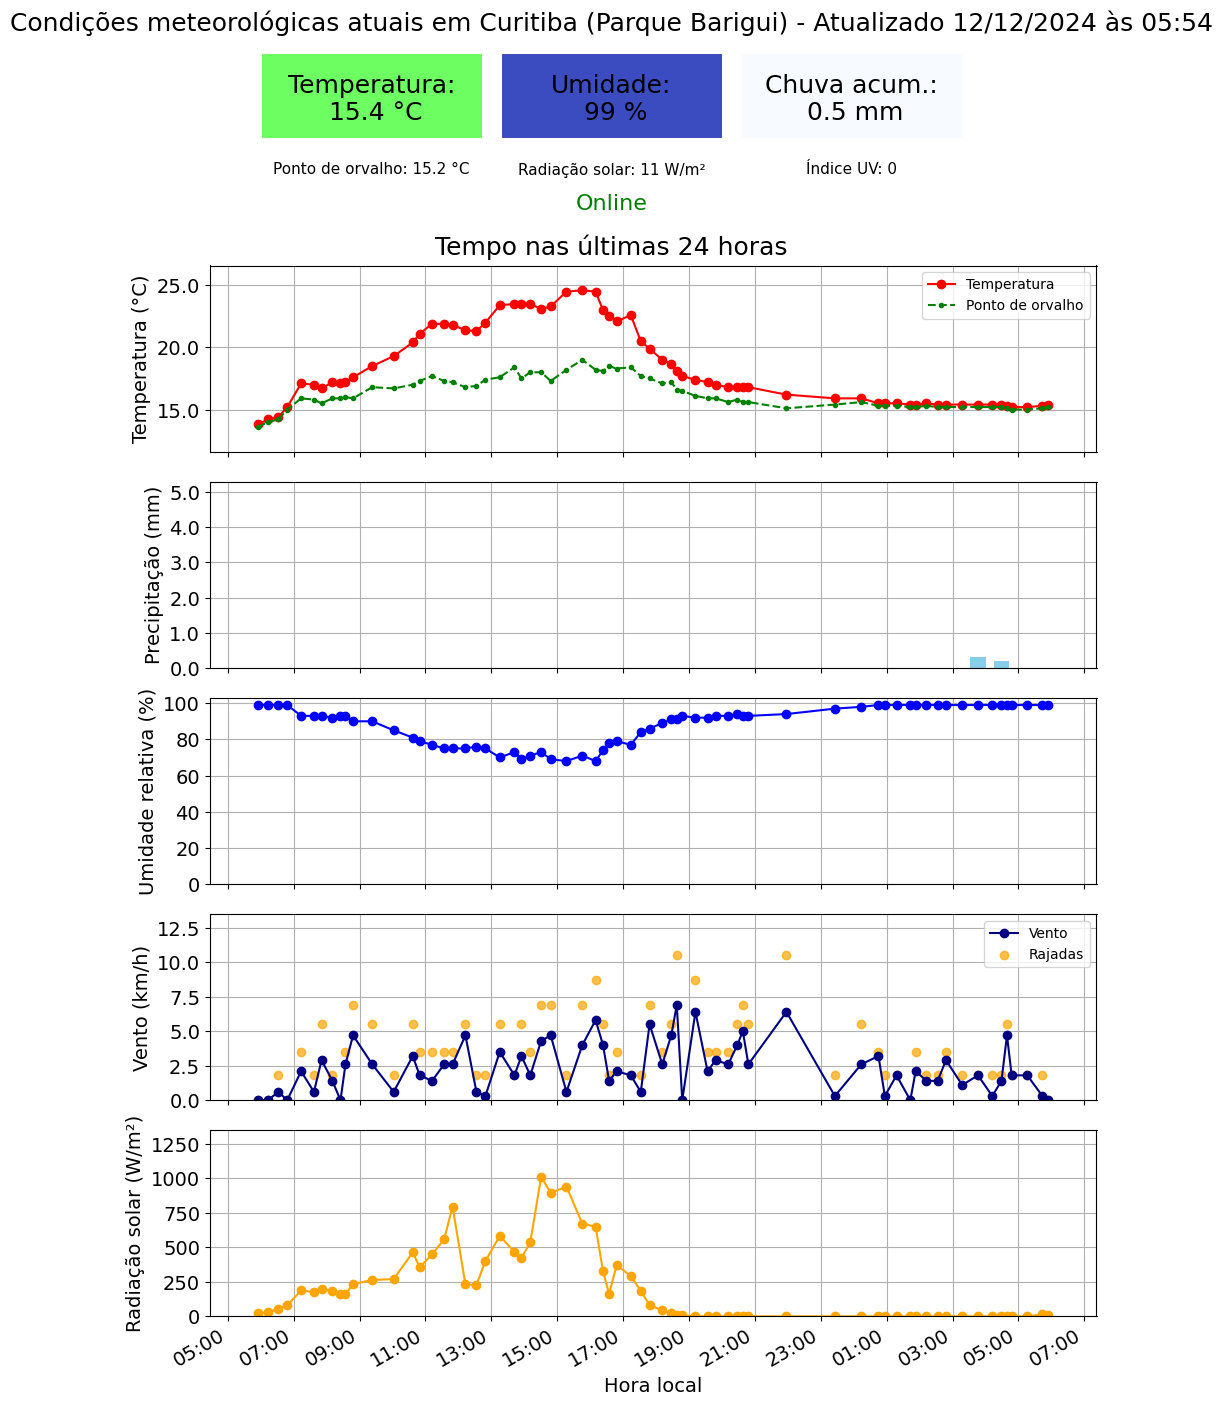 Condições meteorológicas atuais em Curitiba (Parque Barigui) - Atualizado 12/12/2024 às 05:54
Temperatura:
15.4 °C
Umidade:
99 %
Chuva acum.:
0.5 mm
Ponto de orvalho: 15.2 °C
Radiação solar: 11 W/m²
Índice UV: 0
Online
Tempo nas últimas 24 horas
Temperatura (°C)
25.0
20.0
15.0
Temperatura
Ponto de orvalho
Precipitação (mm)
5.0
4.0
3.0
2.0
1.0
0.0
Umidade relativa (%)
100
80
60
40
20
0
Vento (km/h)
12.5
10.0
7.5
5.0
2.5
0.0
Vento
Rajadas
Radiação solar (W/m²)
1250
1000
750
500
250
0
05:00
07:00
09:00
11:00
13:00
15:00
17:00
19:00
21:00
23:00
01:00
03:00
05:00
07:00
Hora local